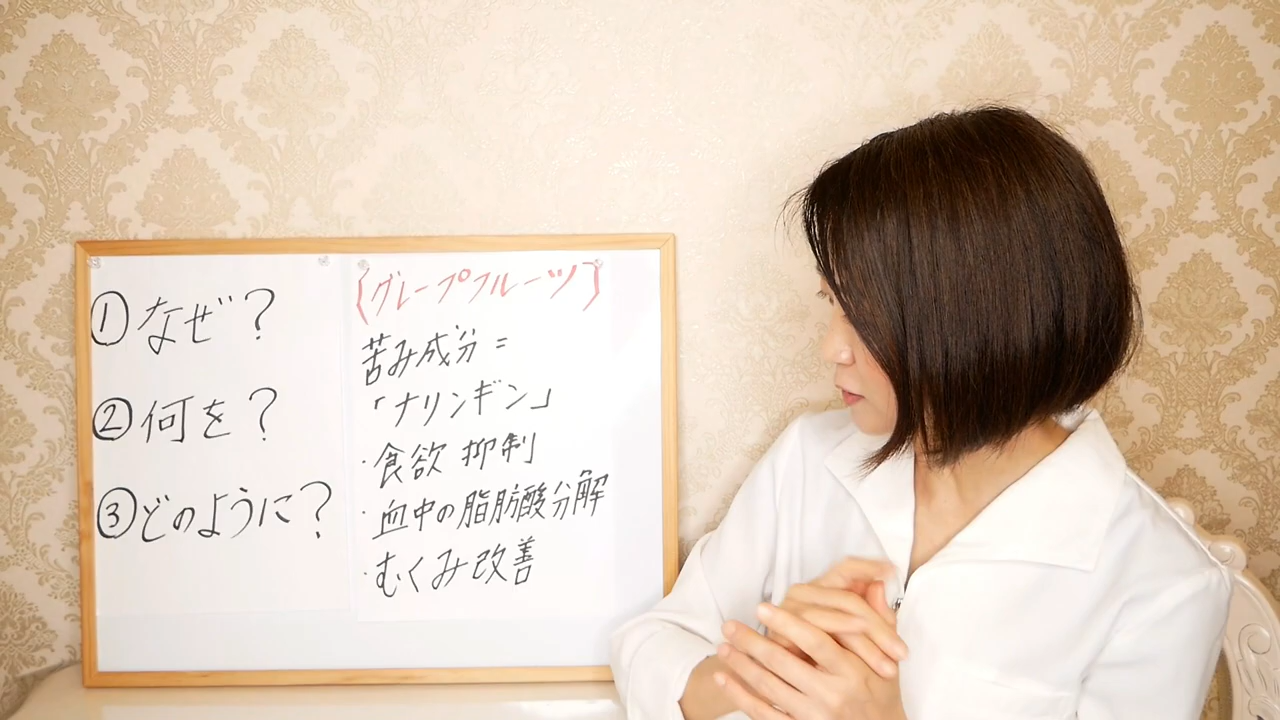 ①なぜ？
②何を？
③どのように？
{グレープフルーツ}
苦み成分＝
「ナリンギン」
・食欲抑制
・血中の脂肪酸分解
・むくみ改善